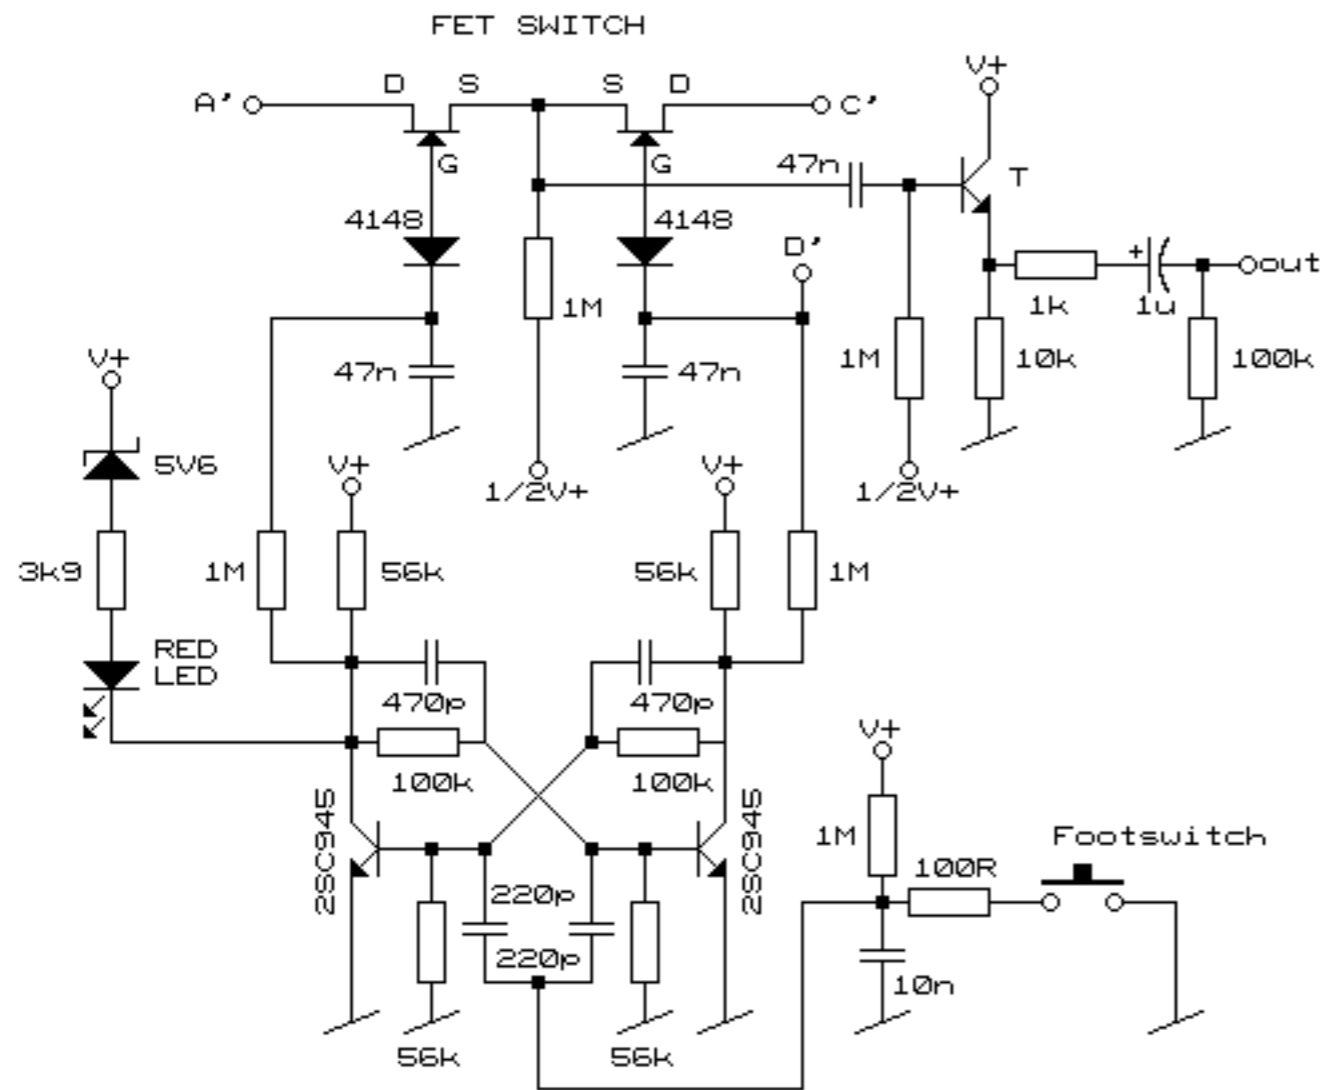 FET SWITCH
V+
D S S D
A' C'
G G 47n T
4148 4148
D'
out
1M 1k 1u
V+
47n 47n 1M 10k 100k
5V6 V+ V+
1/2V+ 1/2V+
3k9 1M 56k 56k 1M
RED
LED
470p 470p
V+
100k 100k
2SC945 2SC945
1M Footswitch
100R
220p
220p
10n
56k 56k